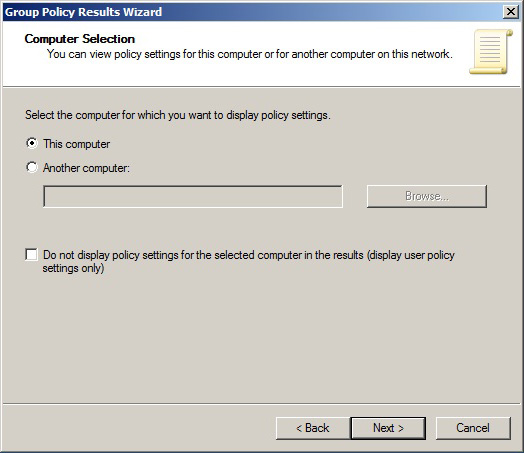 Group Policy Results Wizard
Computer Selection
You can view policy settings for this computer or for another computer on this network.
Select the computer for which you want to display policy settings.
This computer
Another computer:
Browse...
Do not display policy settings for the selected computer in the results (display user policy
settings only)
< Back
Next >
Cancel